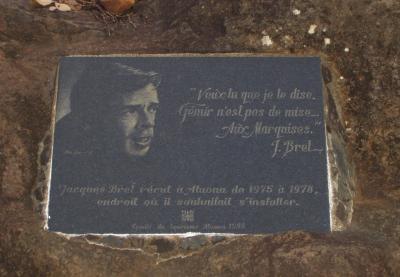 "Veux tu que je te dise.
Gémir n'est pas de mise...
Aux Marquises."
J. Brel
Jacques Brel vécut à Atuona de 1975 à 1978,
endroit où il souhaitait s'installer.